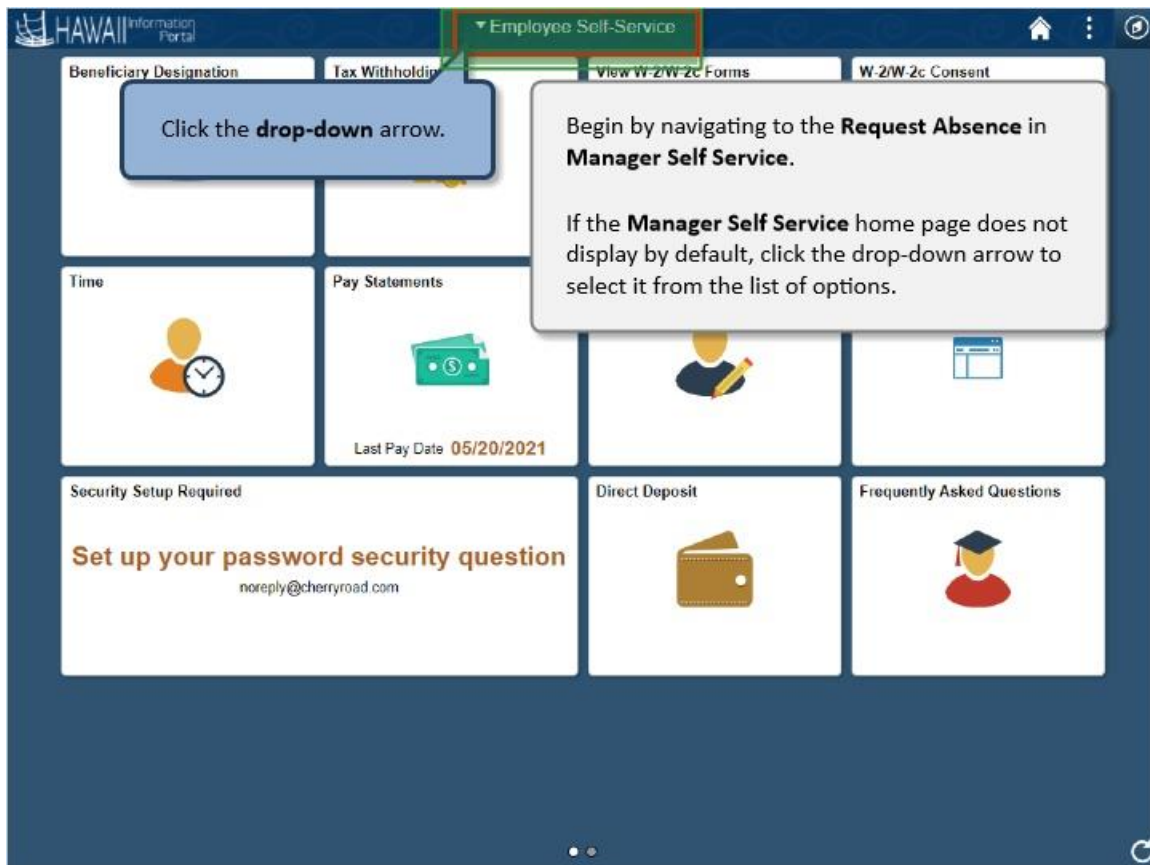 HAWAII Information
Portal
Employee Self-Service
Beneficiary Designation
Tax Withholdin
View W-2/W-2c Forms
W-2/W-2c Consent
Click the drop-down arrow.
Begin by navigating to the Request Absence in
Manager Self Service.
If the Manager Self Service home page does not
display by default, click the drop-down arrow to
select it from the list of options.
Time
Pay Statements
Last Pay Date 05/20/2021
Security Setup Required
Set up your password security question
noreply@cherryroad.com
Direct Deposit
Frequently Asked Questions